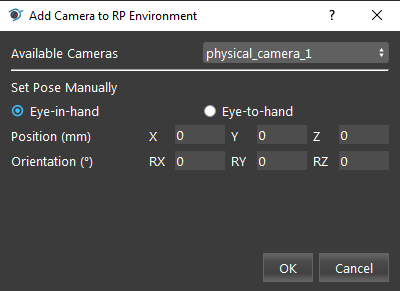 Add Camera to RP Environment ? ×
Available Cameras physical_camera_1
Set Pose Manually
Eye-in-hand Eye-to-hand
Position (mm) X 0 Y 0 Z 0
Orientation (°) RX 0 RY 0 RZ 0
OK Cancel